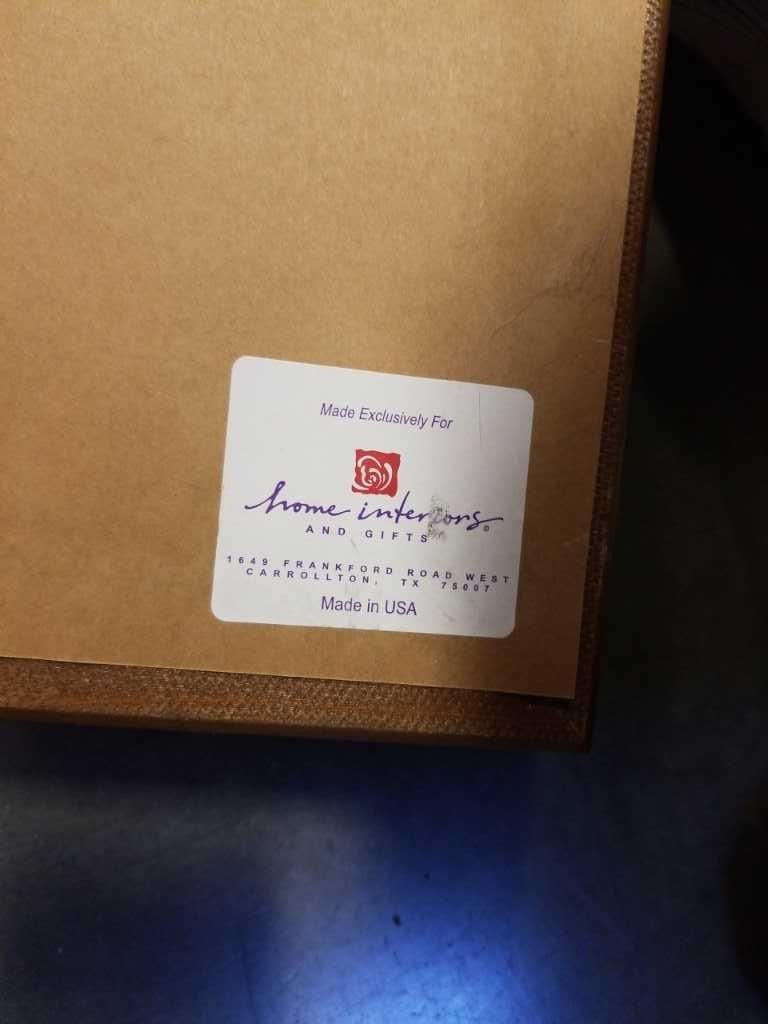 Made Exclusively For
home interiors
AND GIFTS
©
1649 FRANKFORD ROAD WEST
CARROLLTON, TX 75007
Made in USA